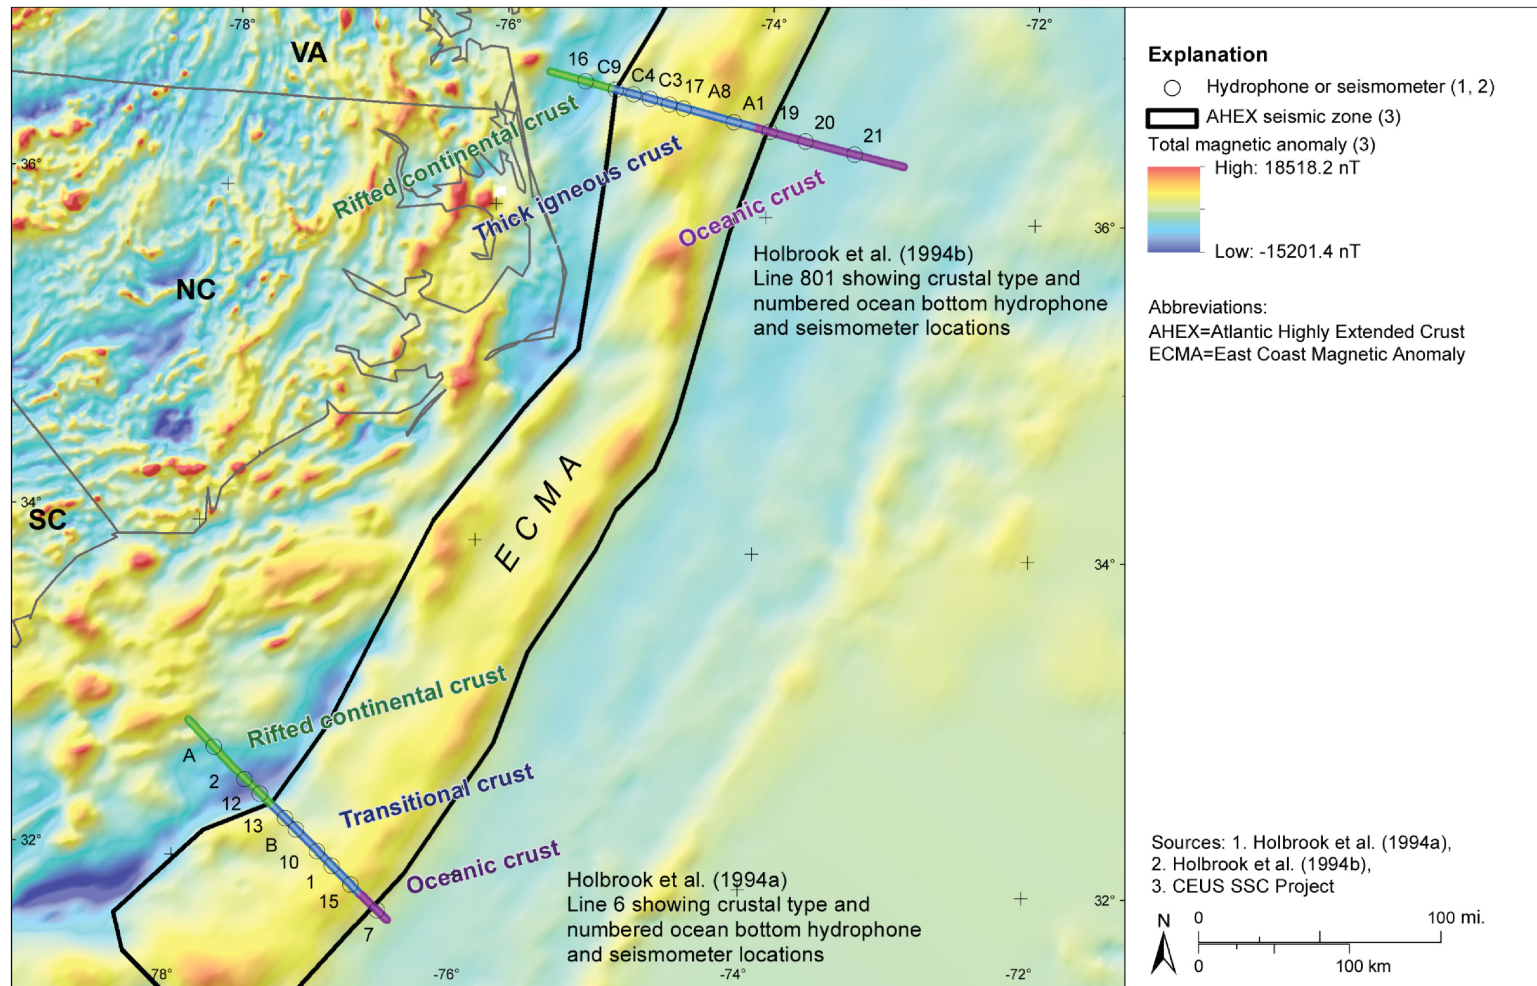 -78°
-76°
-74°
-72°
VA
16
C9
C4
C3
17
A8
A1
19
20
21
36°
Rifted continental crust
Thick igneous crust
Oceanic crust
36°
Holbrook et al. (1994b)
Line 801 showing crustal type and
numbered ocean bottom hydrophone
and seismometer locations
NC
SC
34°
34°
ECMA
Rifted continental crust
Transitional crust
Oceanic crust
A
2
12
13
B
10
1
15
7
32°
32°
Holbrook et al. (1994a)
Line 6 showing crustal type and
numbered ocean bottom hydrophone
and seismometer locations
-78°
-76°
-74°
-72°
Explanation
Hydrophone or seismometer (1, 2)
AHEX seismic zone (3)
Total magnetic anomaly (3)
High: 18518.2 nT
Low: -15201.4 nT
Abbreviations:
AHEX=Atlantic Highly Extended Crust
ECMA=East Coast Magnetic Anomaly
Sources: 1. Holbrook et al. (1994a),
2. Holbrook et al. (1994b),
3. CEUS SSC Project
N
0 100 mi.
0 100 km